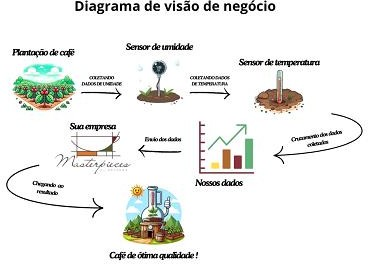 Diagrama de visão de negócio
Plantação de café
Sensor de umidade
Sensor de temperatura
COLETANDO
DADOS DE UMIDADE
COLETANDO DADOS
DE TEMPERATURA
Cruzamento dos dados
coletados
Nossos dados
Envio dos dados
Sua empresa
Masterpieces
Chegando ao
resultado
Café de ótima qualidade !